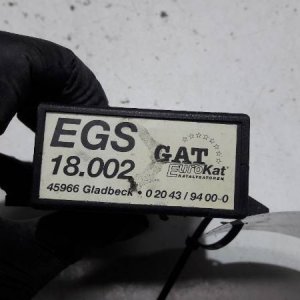 EGS
GAT
18.002
EuroKat®
KATALYSATOREN
45966 Gladbeck • 0 20 43 / 94 00-0